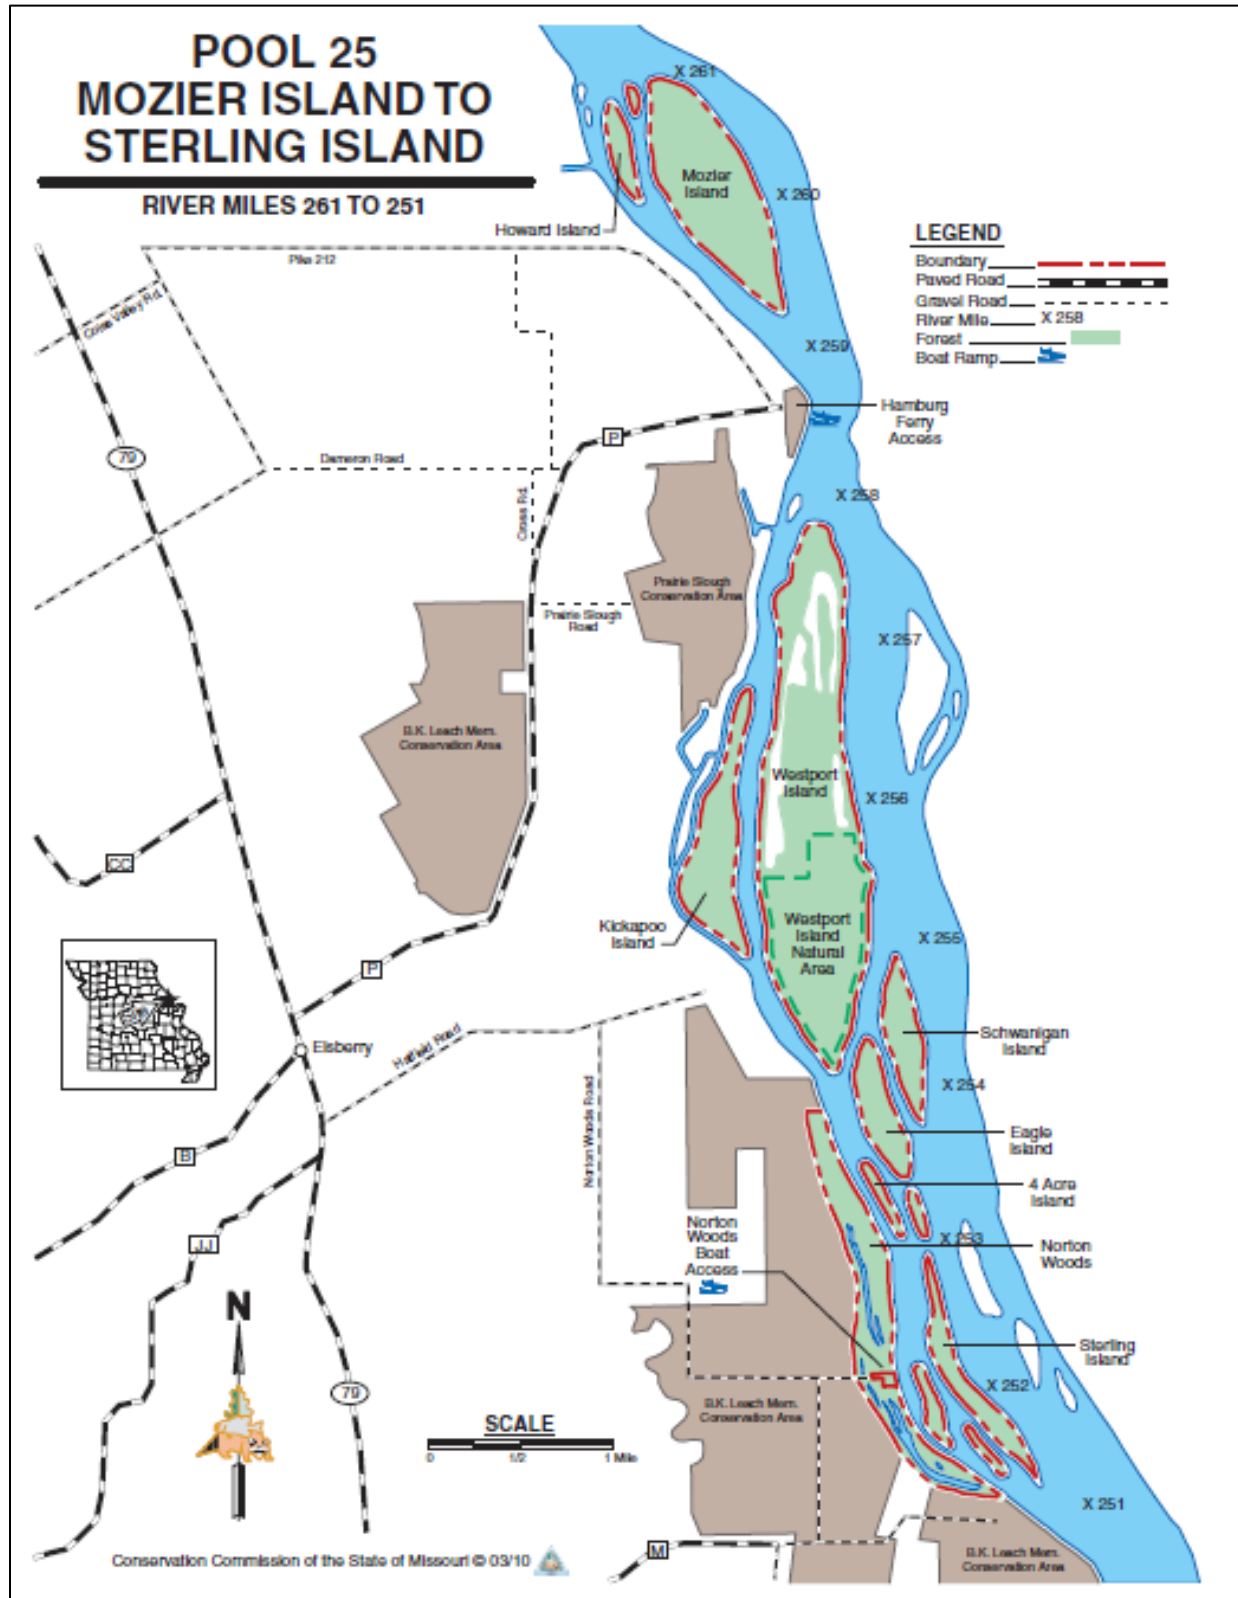 POOL 25
MOZIER ISLAND TO
STERLING ISLAND
RIVER MILES 261 TO 251
X 261
Mozier
Island
X 260
Howard Island
LEGEND
Boundary
Paved Road
Gravel Road
River Mile X 258
Forest
Boat Ramp
Pike 212
Cross Valley Rd.
X 259
Hamburg
Ferry
Access
P
79
Dameron Road
Cross Rd.
X 258
Prairie Slough
Conservation Area
Prairie Slough
Road
X 257
B.K. Leach Mem.
Conservation Area
Westport
Island
X 256
CC
Kickapoo
Island
Westport
Island
Natural
Area
X 255
P
Elsberry
Hatfield Road
Schwanigan
Island
X 254
Norton Woods Road
Eagle
Island
B
4 Acre
Island
JJ
Norton
Woods
Boat
Access
X 253
Norton
Woods
N
Sterling
Island
X 252
79
B.K. Leach Mem.
Conservation Area
SCALE
0 1/2 1 Mile
X 251
M
B.K. Leach Mem.
Conservation Area
Conservation Commission of the State of Missouri © 03/10